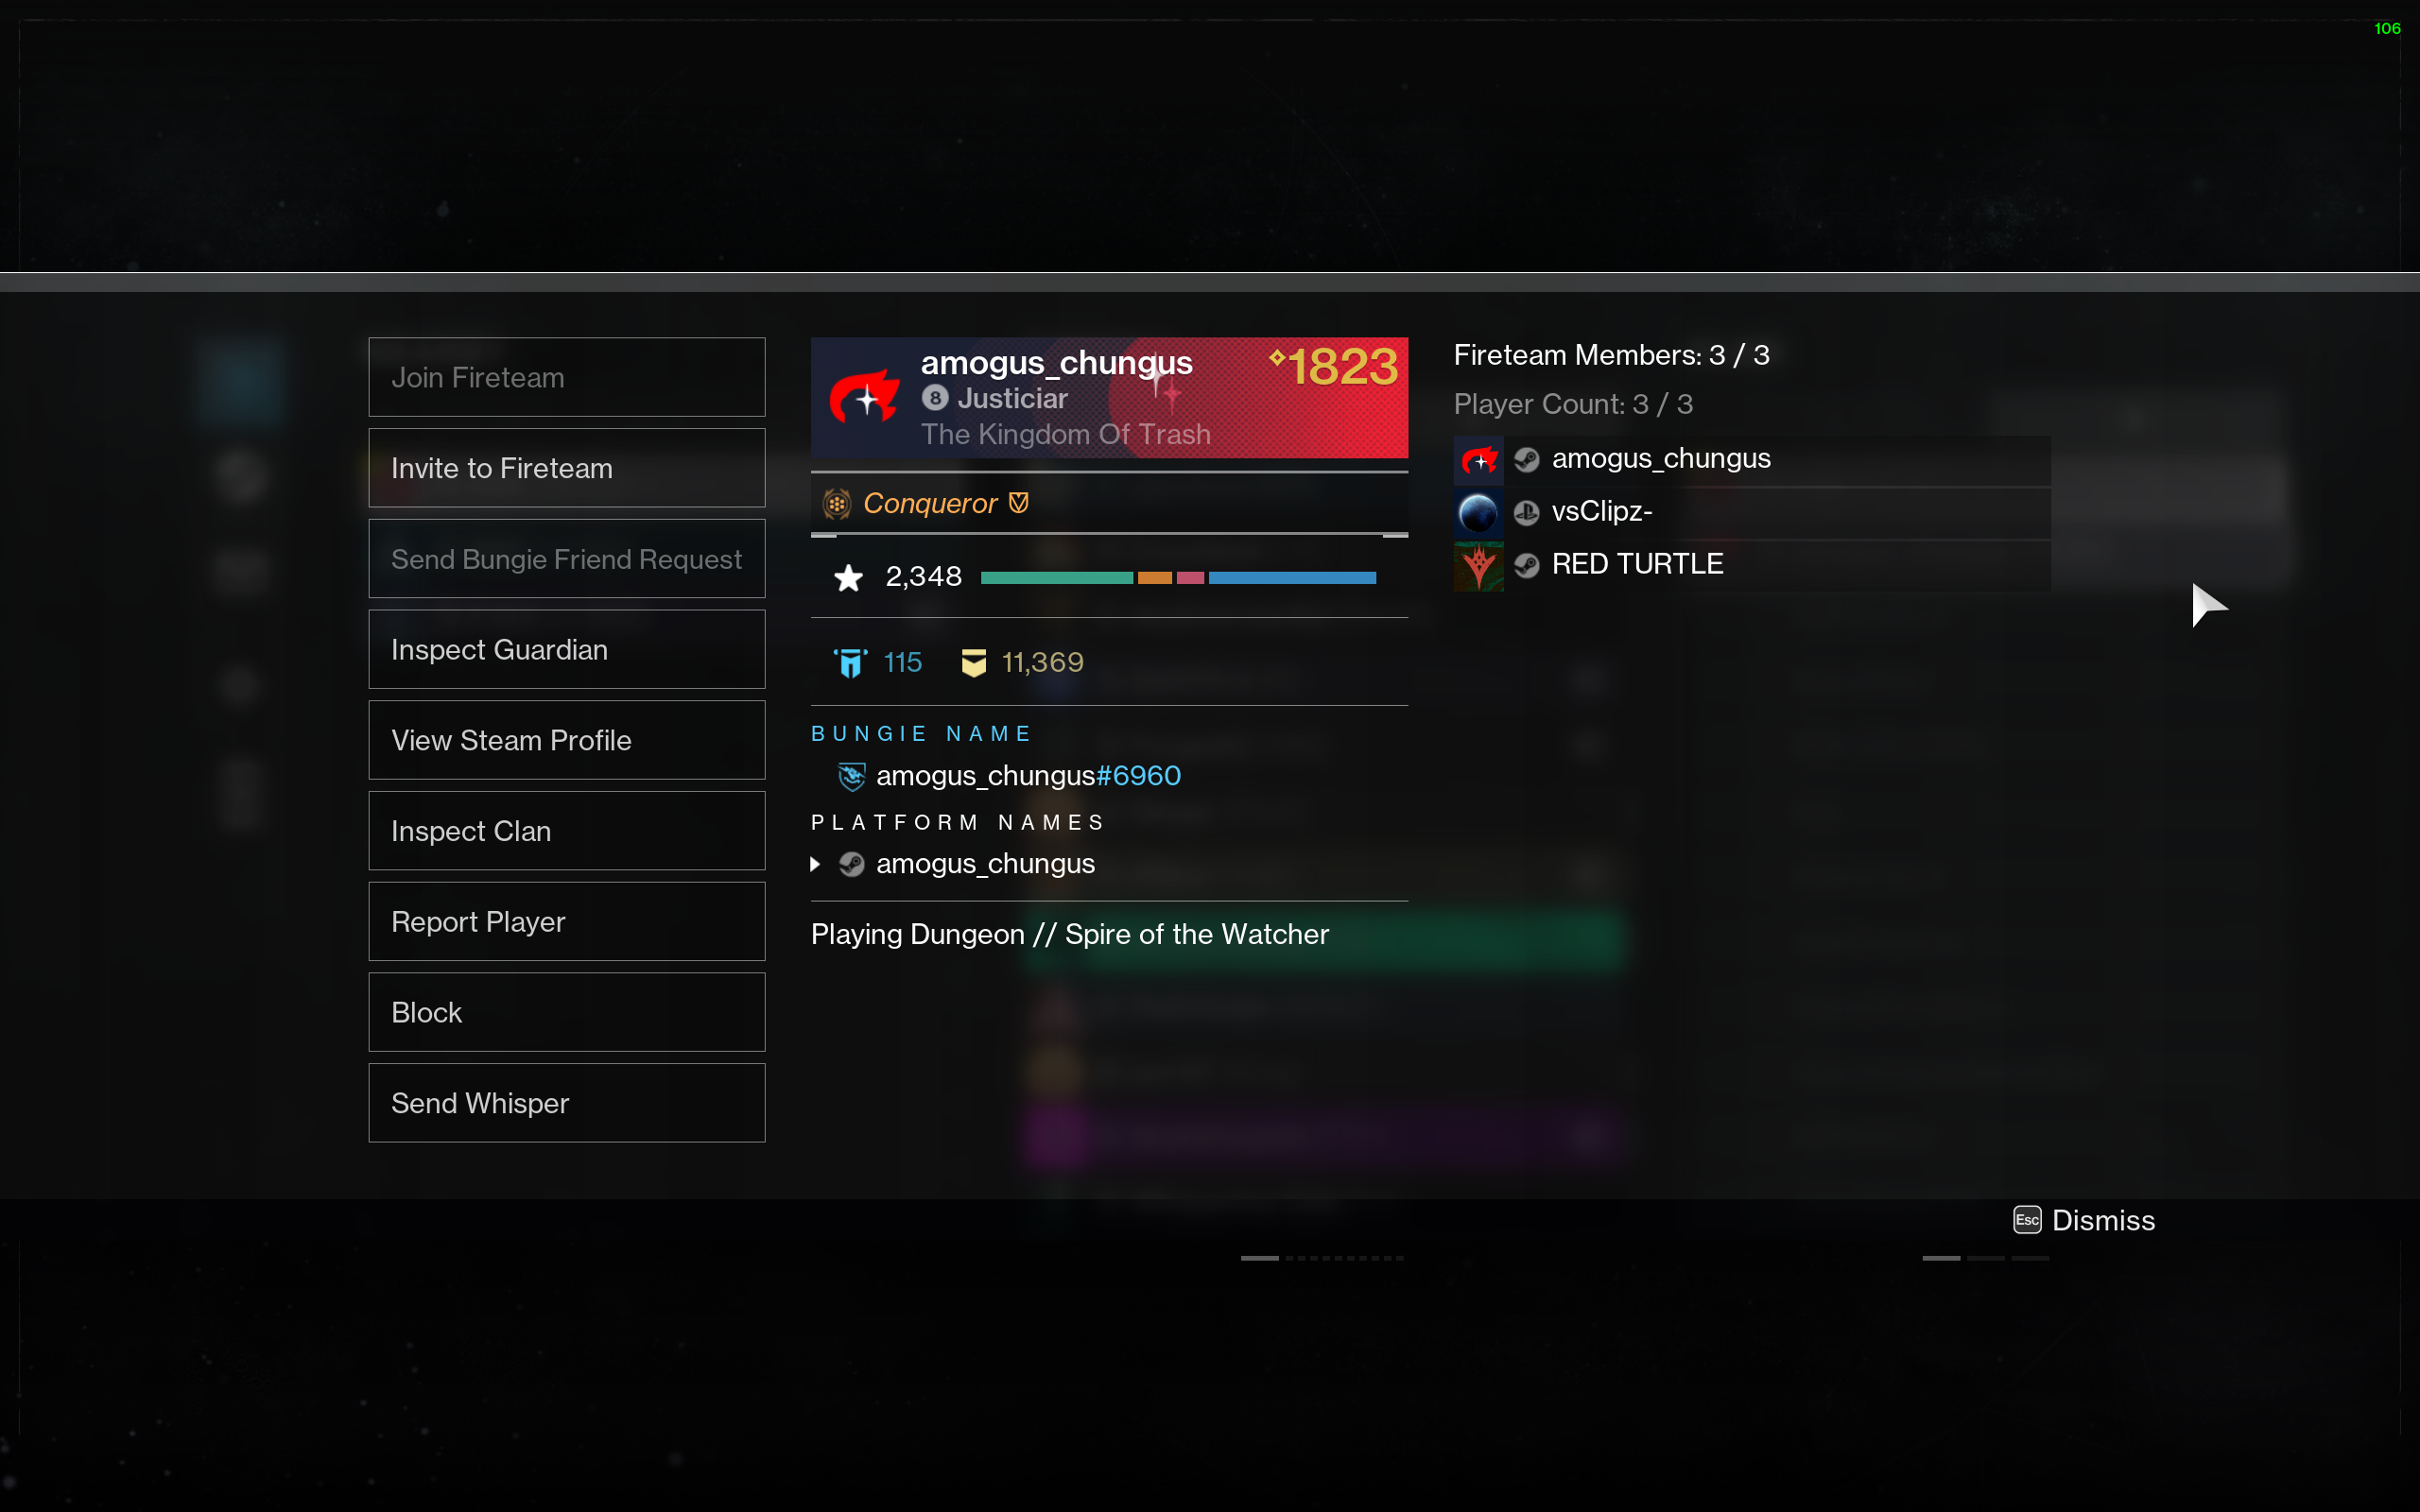 106
Join Fireteam
Invite to Fireteam
Send Bungie Friend Request
Inspect Guardian
View Steam Profile
Inspect Clan
Report Player
Block
Send Whisper
amogus_chungus
1823
8 Justiciar
The Kingdom Of Trash
Conqueror
2,348
115 11,369
BUNGIE NAME
amogus_chungus#6960
PLATFORM NAMES
amogus_chungus
Playing Dungeon // Spire of the Watcher
Fireteam Members: 3 / 3
Player Count: 3 / 3
amogus_chungus
vsClipz-
RED TURTLE
Esc Dismiss